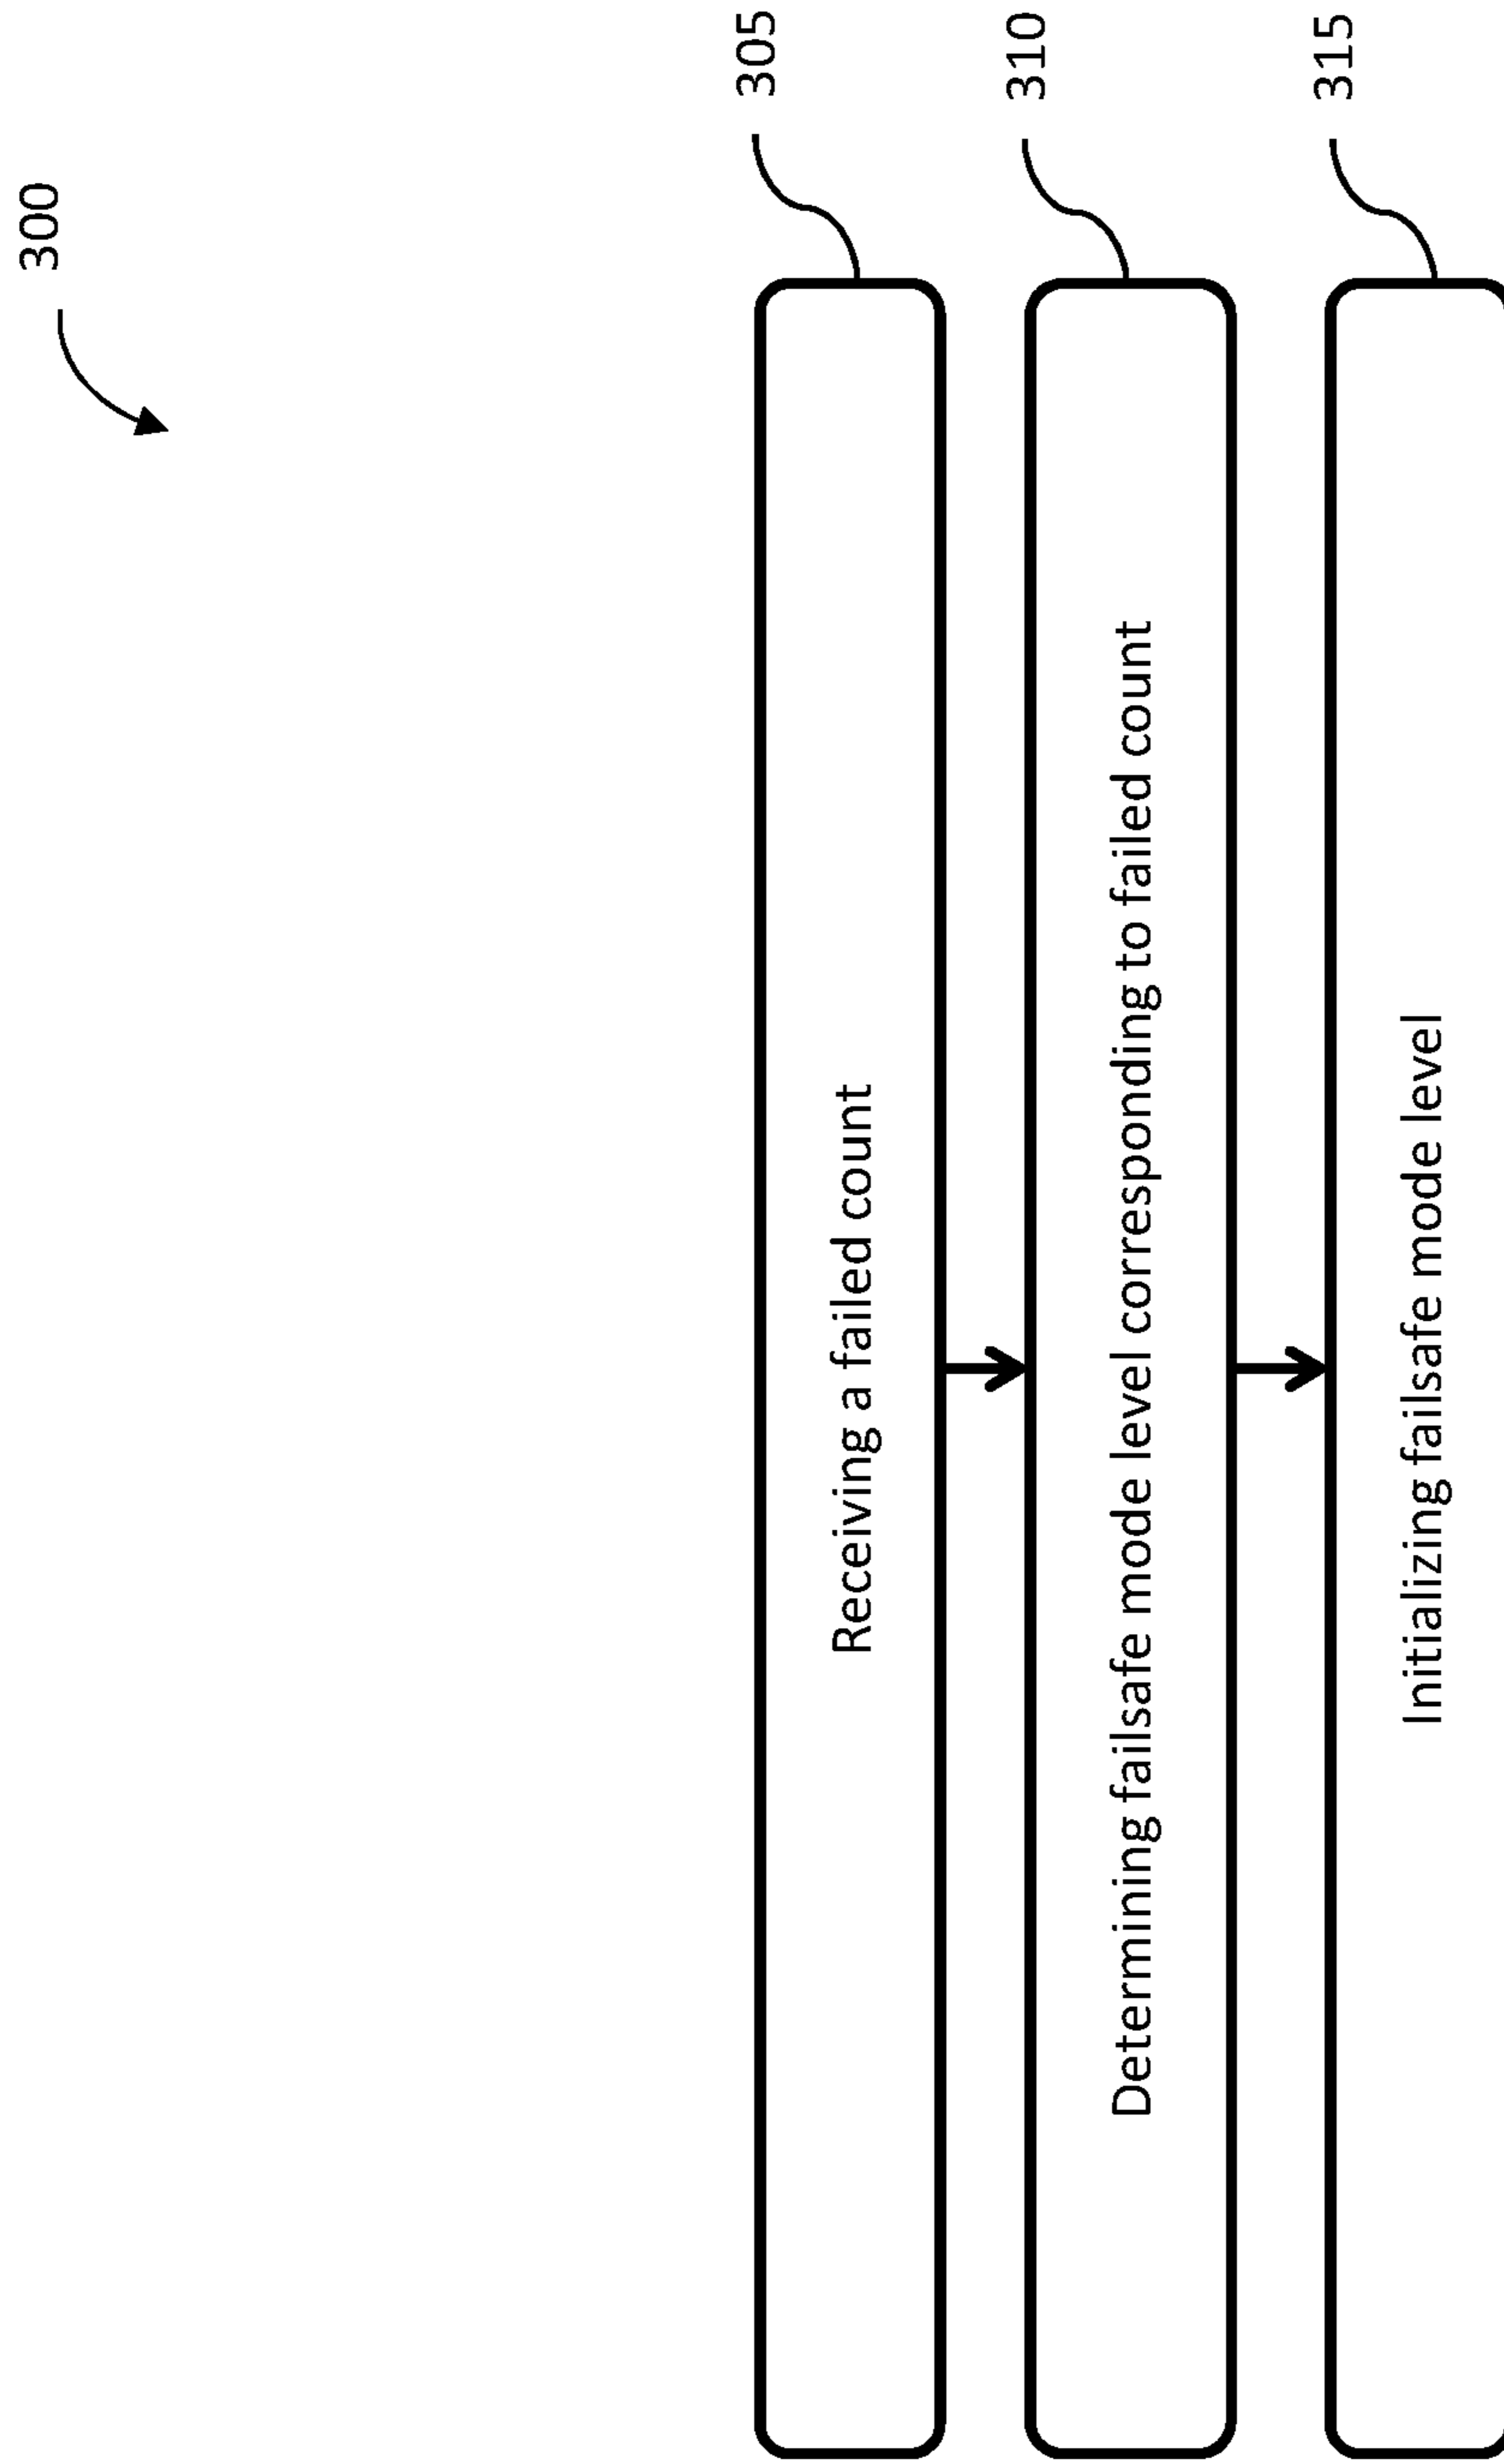 300
305
Receiving a failed count
310
Determining failsafe mode level corresponding to failed count
315
Initializing failsafe mode level